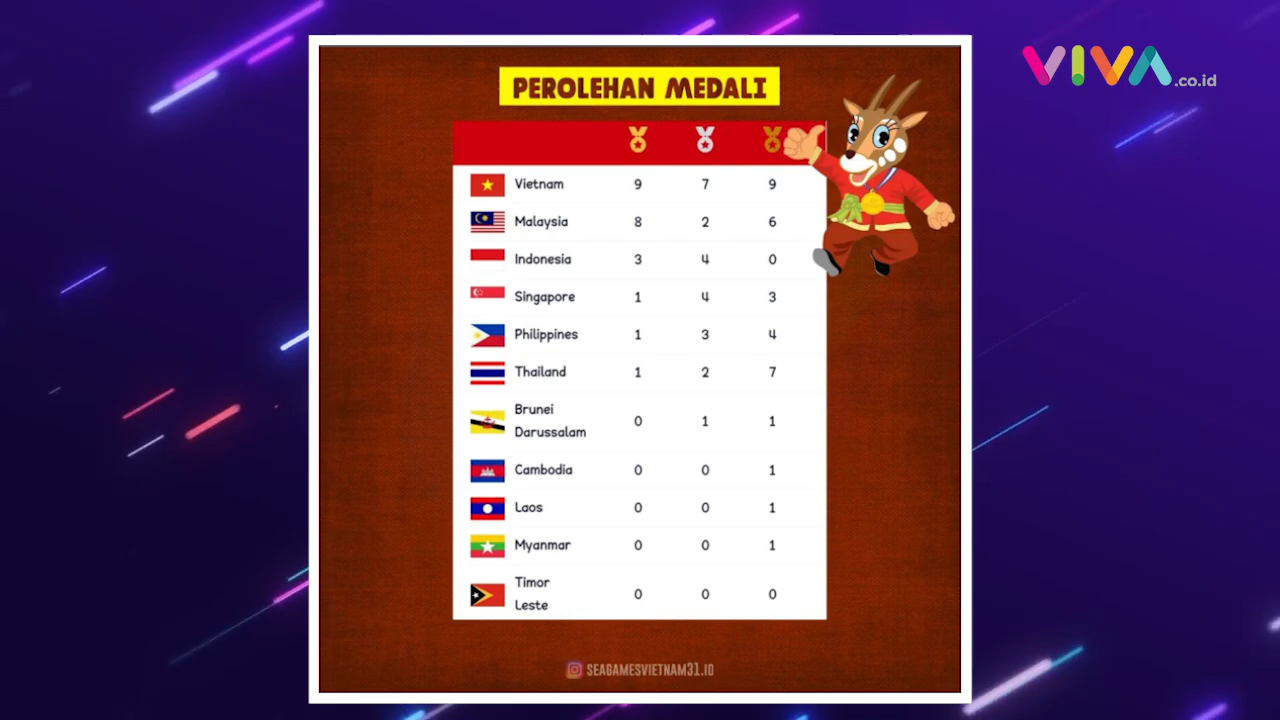 VIVA.co.id
PEROLEHAN MEDALI
Vietnam 9 7 9
Malaysia 8 2 6
Indonesia 3 4 0
Singapore 1 4 3
Philippines 1 3 4
Thailand 1 2 7
Brunei
Darussalam 0 1 1
Cambodia 0 0 1
Laos 0 0 1
Myanmar 0 0 1
Timor
Leste 0 0 0
SEAGAMESVIETNAM31.ID